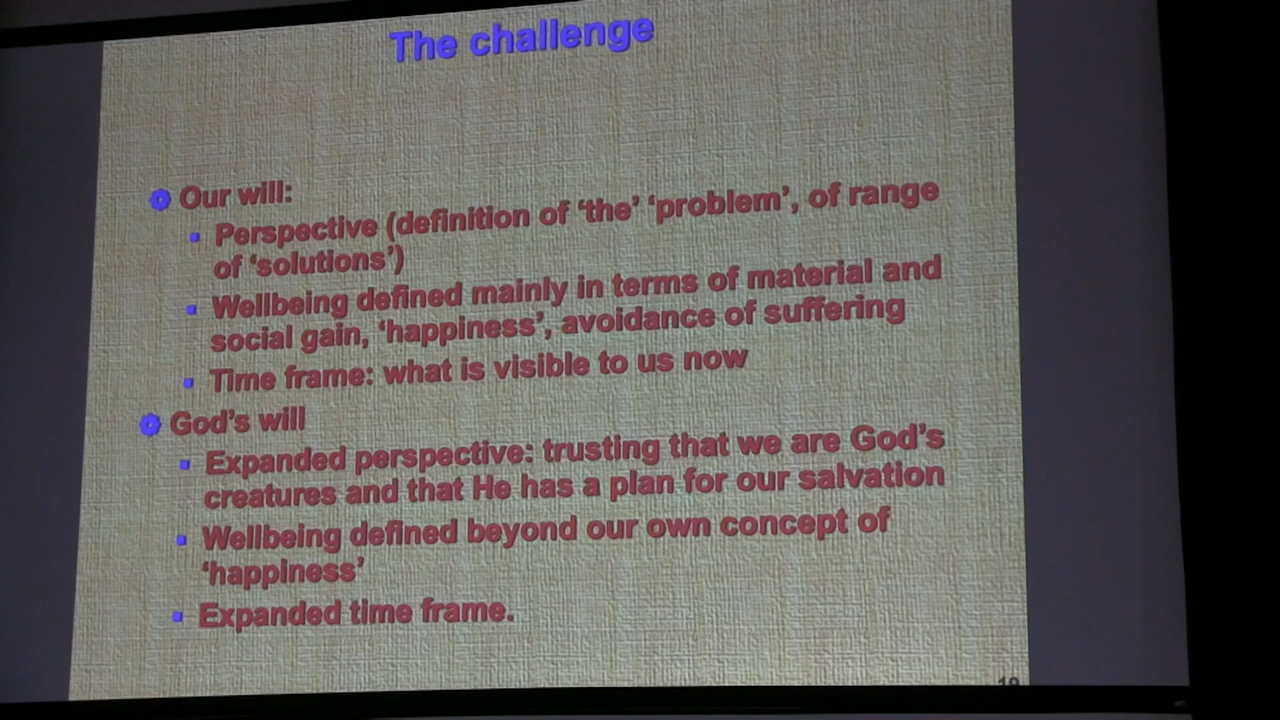 The challenge
Our will:
Perspective (definition of ‘the’ ‘problem’, of range
of ‘solutions’)
Wellbeing defined mainly in terms of material and
social gain, ‘happiness’, avoidance of suffering
Time frame: what is visible to us now
God’s will
Expanded perspective: trusting that we are God’s
creatures and that He has a plan for our salvation
Wellbeing defined beyond our own concept of
‘happiness’
Expanded time frame.